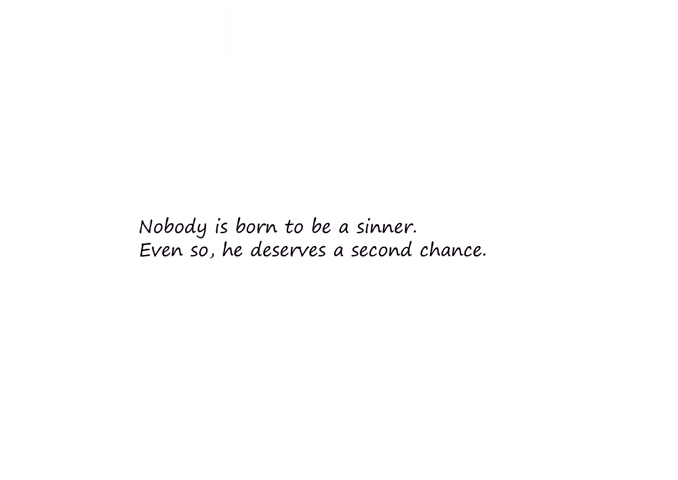 Nobody is born to be a sinner.
Even so, he deserves a second chance.